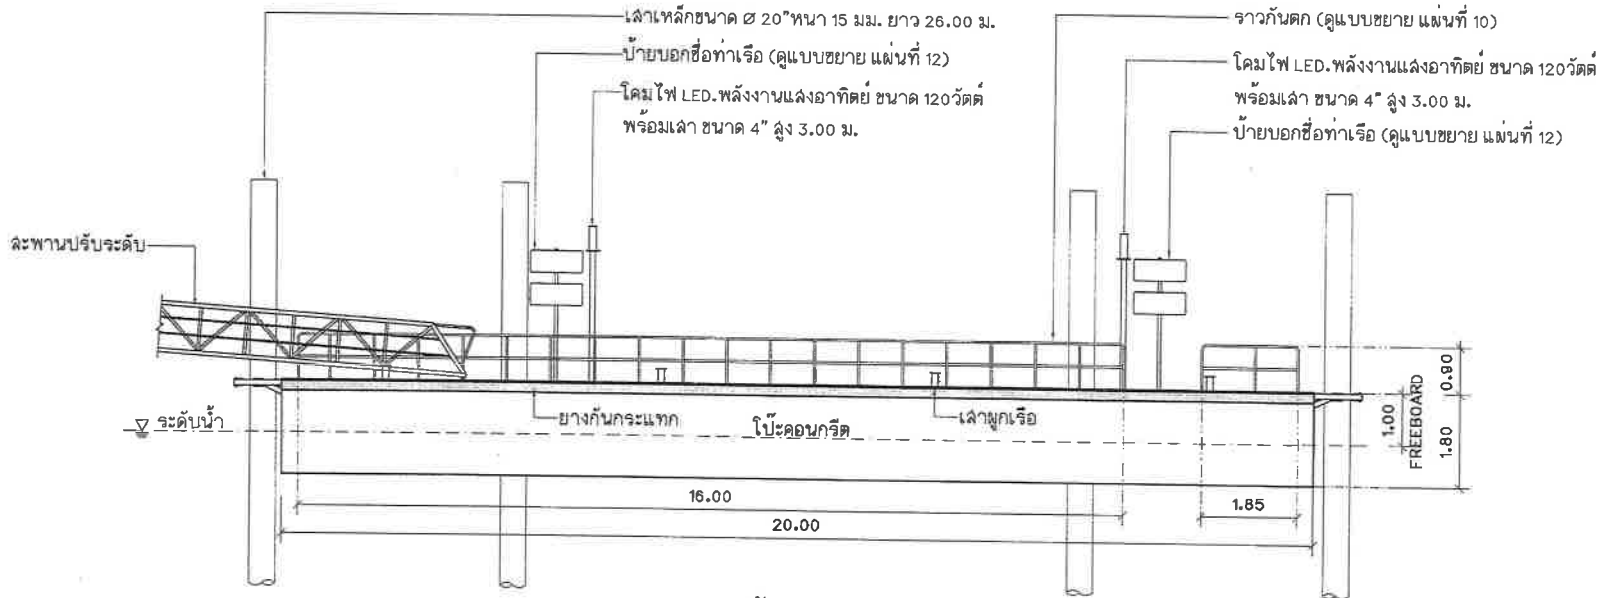 เสาเหล็กขนาด Ø 20"หนา 15 มม. ยาว 26.00 ม.
ป้ายบอกชื่อท่าเรือ (ดูแบบขยาย แผ่นที่ 12)
โคมไฟ LED.พลังงานแสงอาทิตย์ ขนาด 120วัตต์
พร้อมเสา ขนาด 4" สูง 3.00 ม.
ราวกันตก (ดูแบบขยาย แผ่นที่ 10)
โคมไฟ LED.พลังงานแสงอาทิตย์ ขนาด 120วัตต์
พร้อมเสา ขนาด 4" สูง 3.00 ม.
ป้ายบอกชื่อท่าเรือ (ดูแบบขยาย แผ่นที่ 12)
สะพานปรับระดับ
ระดับน้ำ
ยางกันกระแทก
โป๊ะคอนกรีต
เสาผูกเรือ
1.00
FREEBOARD
0.90
1.80
16.00
1.85
20.00